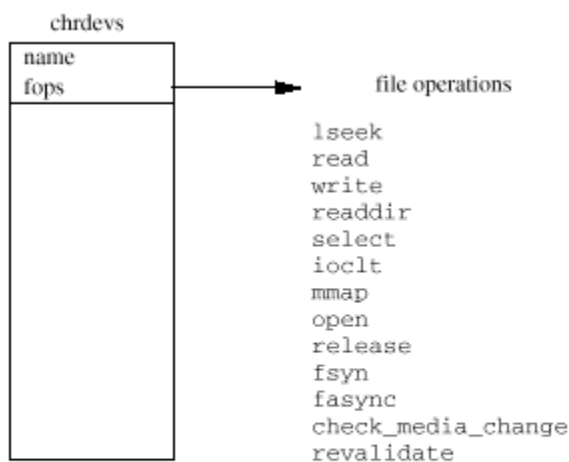 chrdevs
name
fops
file operations
lseek
read
write
readdir
select
ioclt
mmap
open
release
fsyn
fasync
check_media_change
revalidate